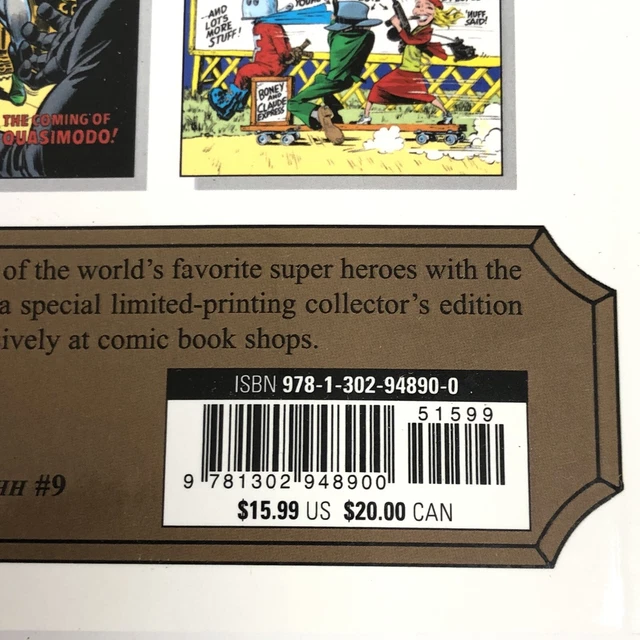 ...AND
LOTS
MORE
STUFF!
'NUFF
SAID!
BONEY
AND
CLAUDE
EXPRESS
THE COMING OF
QUASIMODO!
of the world's favorite super heroes with the
a special limited-printing collector's edition
ively at comic book shops.
HH #9
ISBN 978-1-302-94890-0
51599
9 781302 948900
$15.99 US $20.00 CAN